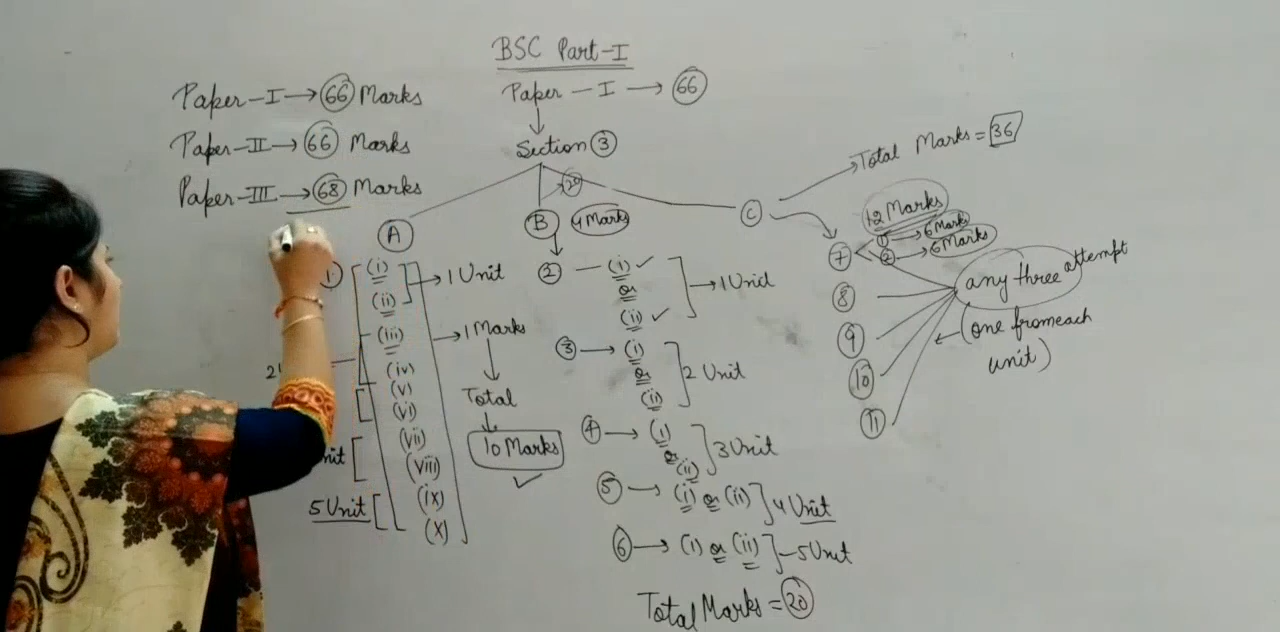 BSC Part-I
Paper-I → 66 Marks
Paper-II → 66 Marks
Paper-III → 68 Marks
Paper - I → 66
Section 3
A
1
(i)
(ii)
→ 1 Unit
(iii)
(iv)
(v)
(vi)
(vii)
(viii)
(ix)
(x)
5 Unit
→ 1 Marks
Total
10 Marks
20
B
4 Marks
2 — (i) ✓
or
(ii) ✓
→ 1 Unit
3 → (i)
or
(ii)
2 Unit
4 → (i)
or
(ii)
3 Unit
5 → (i) or (ii) 4 Unit
6 → (i) or (ii) – 5 Unit
Total Marks = 20
C
Total Marks = 36
12 Marks
7
1 → 6 Marks
2 → 6 Marks
8
9
10
11
any three attempt
(one from each
unit)